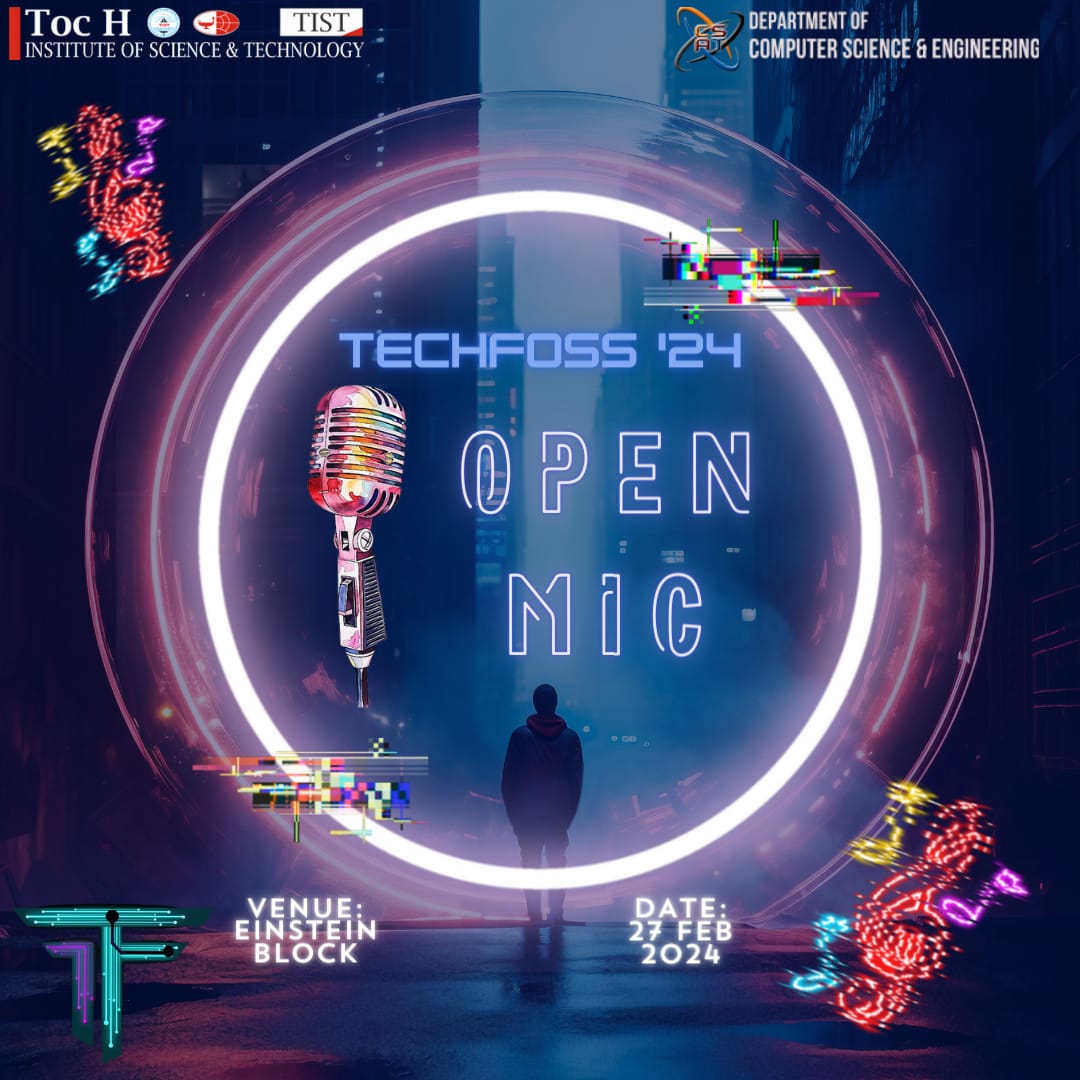 Toc H
TIST
INSTITUTE OF SCIENCE & TECHNOLOGY
DEPARTMENT OF
COMPUTER SCIENCE & ENGINEERING
TECHFOSS '24
OPEN
MIC
VENUE:
EINSTEIN
BLOCK
DATE:
27 FEB
2024